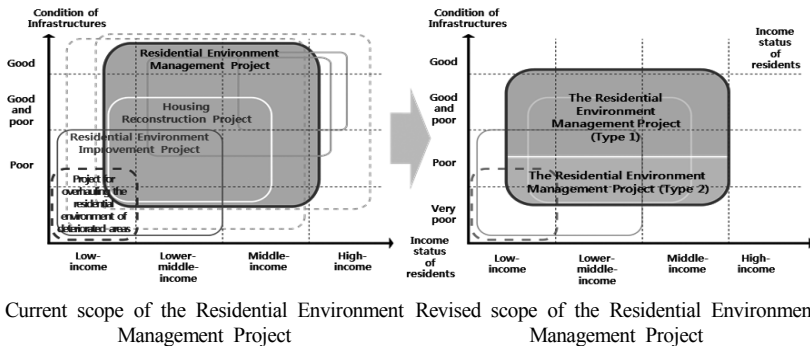 Condition of
Infrastructures
Good
Good
and
poor
Poor
Residential Environment
Management Project
Housing
Reconstruction Project
Residential Environment
Improvement Project
Project for
overhauling the
residential
environment of
deteriorated areas
Low-
income
Lower-
middle-
income
Middle-
income
High-
income
Income
status of
residents
Condition of
Infrastructures
Good
Good
and
poor
Poor
Very
poor
Income
status
of
residents
The Residential
Environment
Management Project
(Type 1)
The Residential Environment
Management Project (Type 2)
Low-
income
Lower-
middle-
income
Middle-
income
High-
income
Current scope of the Residential Environment
Management Project
Revised scope of the Residential Environmen
Management Project